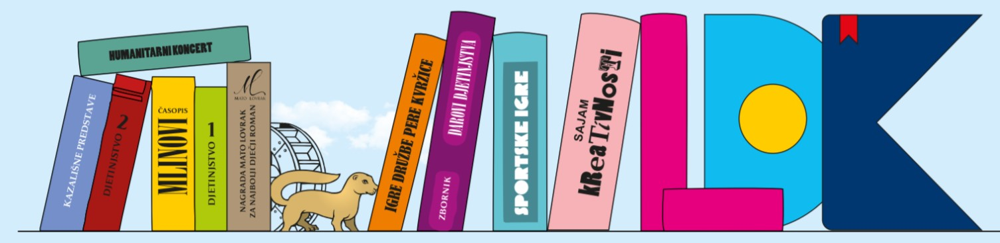 HUMANITARNI KONCERT
KAZALIŠNE PREDSTAVE
DJETINJSTVO 2
ČASOPIS
MLINOVI
DJETINJSTVO 1
M
MATO LOVRAK
NAGRADA MATO LOVRAK
ZA NAJBOLJI DJEČJI ROMAN
IGRE DRUŽBE PERE KVRŽICE
ZBORNIK
DAROVI DJETINJSTVA
SPORTSKE IGRE
SAJAM
kReaTivNosTi
LDK